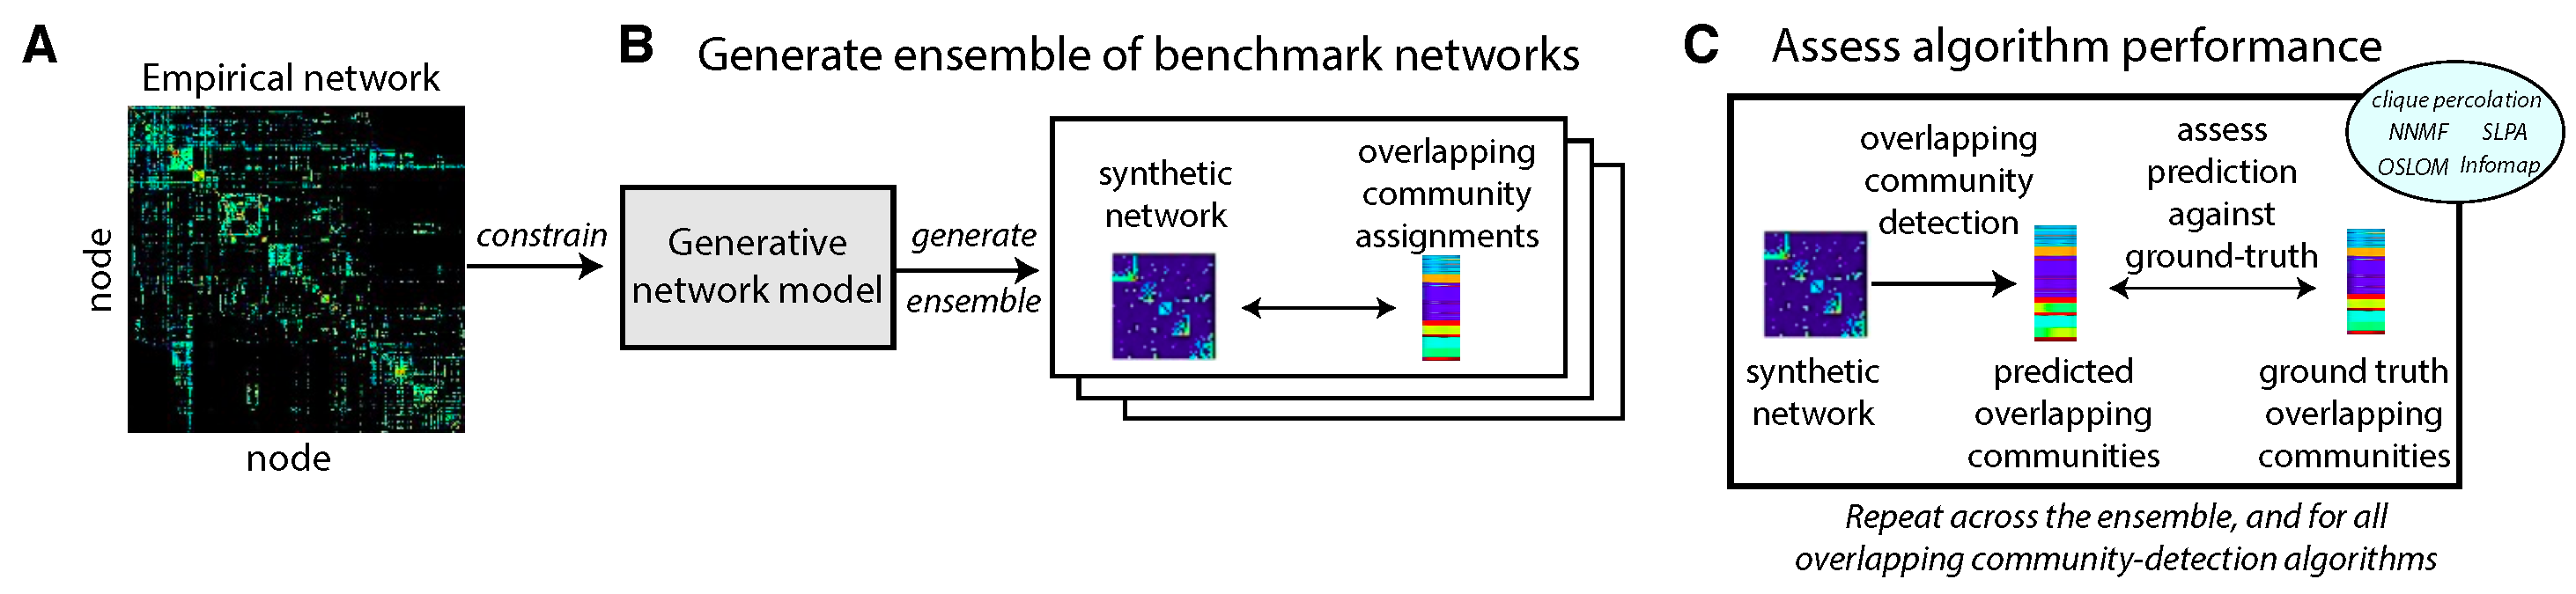 A
Empirical network
node
node
constrain
B
Generate ensemble of benchmark networks
Generative
network model
generate
ensemble
synthetic
network
overlapping
community
assignments
C
Assess algorithm performance
clique percolation
NNMF SLPA
OSLOM Infomap
overlapping
community
detection
assess
prediction
against
ground-truth
synthetic
network
predicted
overlapping
communities
ground truth
overlapping
communities
Repeat across the ensemble, and for all
overlapping community-detection algorithms